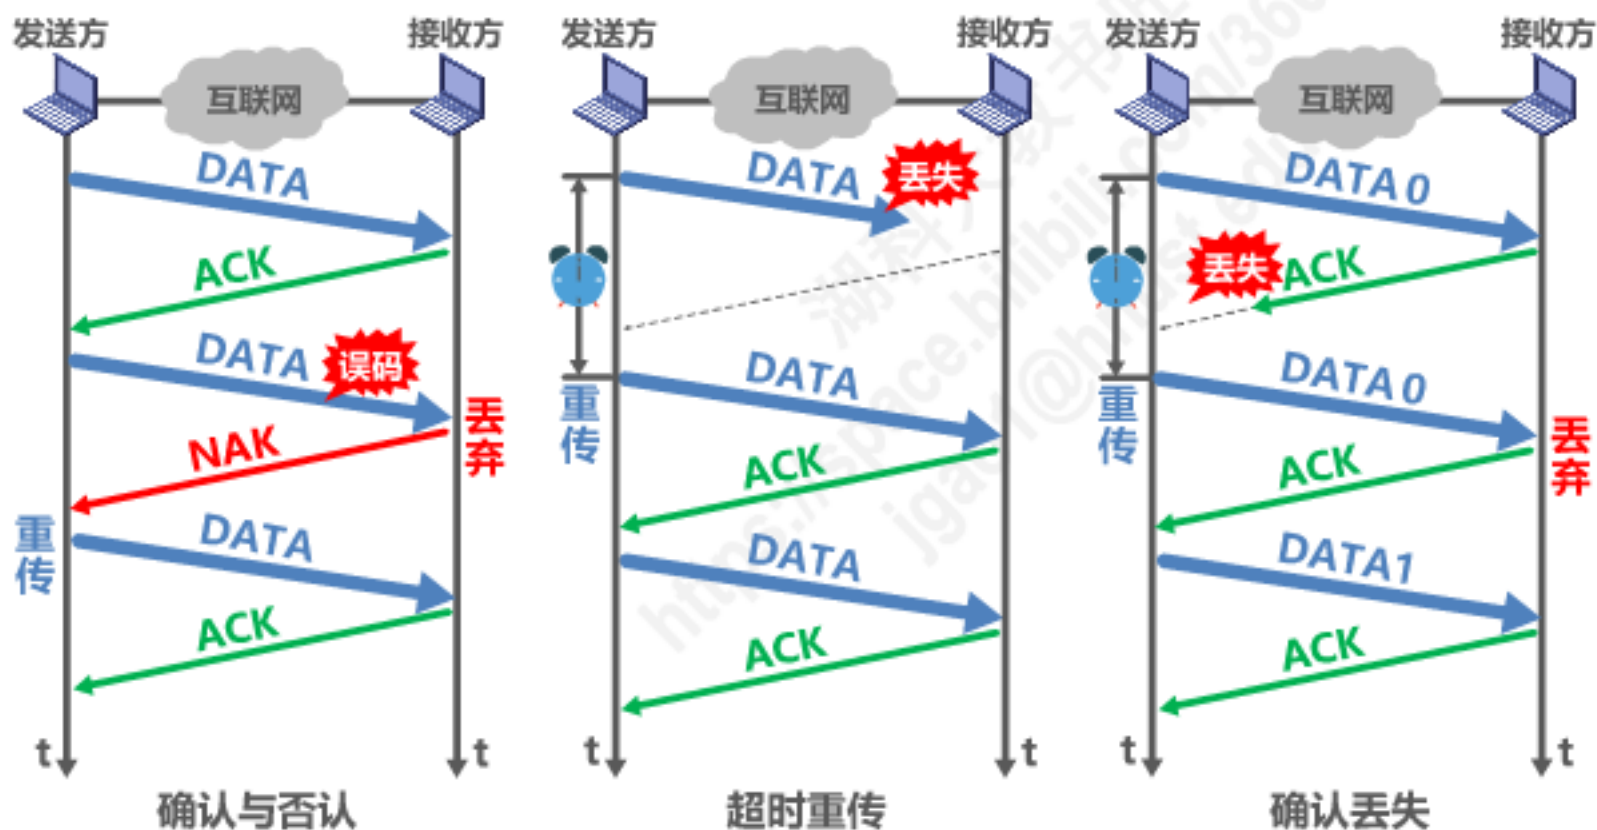 发送方
接收方
互联网
DATA
ACK
DATA
误码
丢弃
NAK
重传
DATA
ACK
t
t
确认与否认
发送方
接收方
互联网
DATA
丢失
重传
DATA
ACK
DATA
ACK
t
t
超时重传
发送方
接收方
互联网
DATA 0
丢失
ACK
重传
DATA 0
丢弃
ACK
DATA1
ACK
t
t
确认丢失